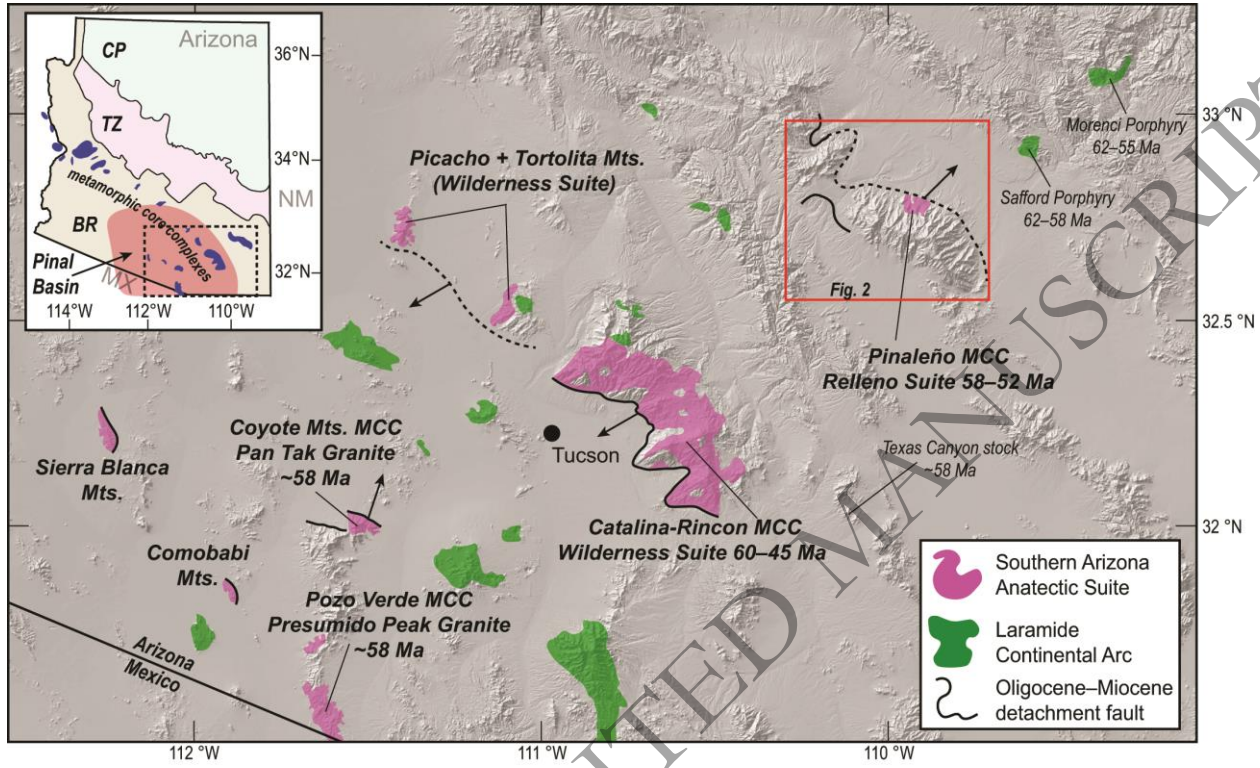 Arizona
CP
TZ
BR
NM
MX
metamorphic core complexes
Pinal
Basin
36°N
34°N
32°N
114°W
112°W
110°W
33°N
32.5°N
32°N
112°W
111 °W
110 °W
Morenci Porphyry
62–55 Ma
Safford Porphyry
62–58 Ma
Picacho + Tortolita Mts.
(Wilderness Suite)
Fig. 2
Pinaleño MCC
Relleno Suite 58–52 Ma
Coyote Mts. MCC
Pan Tak Granite
~58 Ma
Tucson
Sierra Blanca
Mts.
Texas Canyon stock
~58 Ma
Catalina-Rincon MCC
Wilderness Suite 60–45 Ma
Comobabi
Mts.
Pozo Verde MCC
Presumido Peak Granite
~58 Ma
Arizona
Mexico
Southern Arizona
Anatectic Suite
Laramide
Continental Arc
Oligocene–Miocene
detachment fault
TED MANUSCRIPT